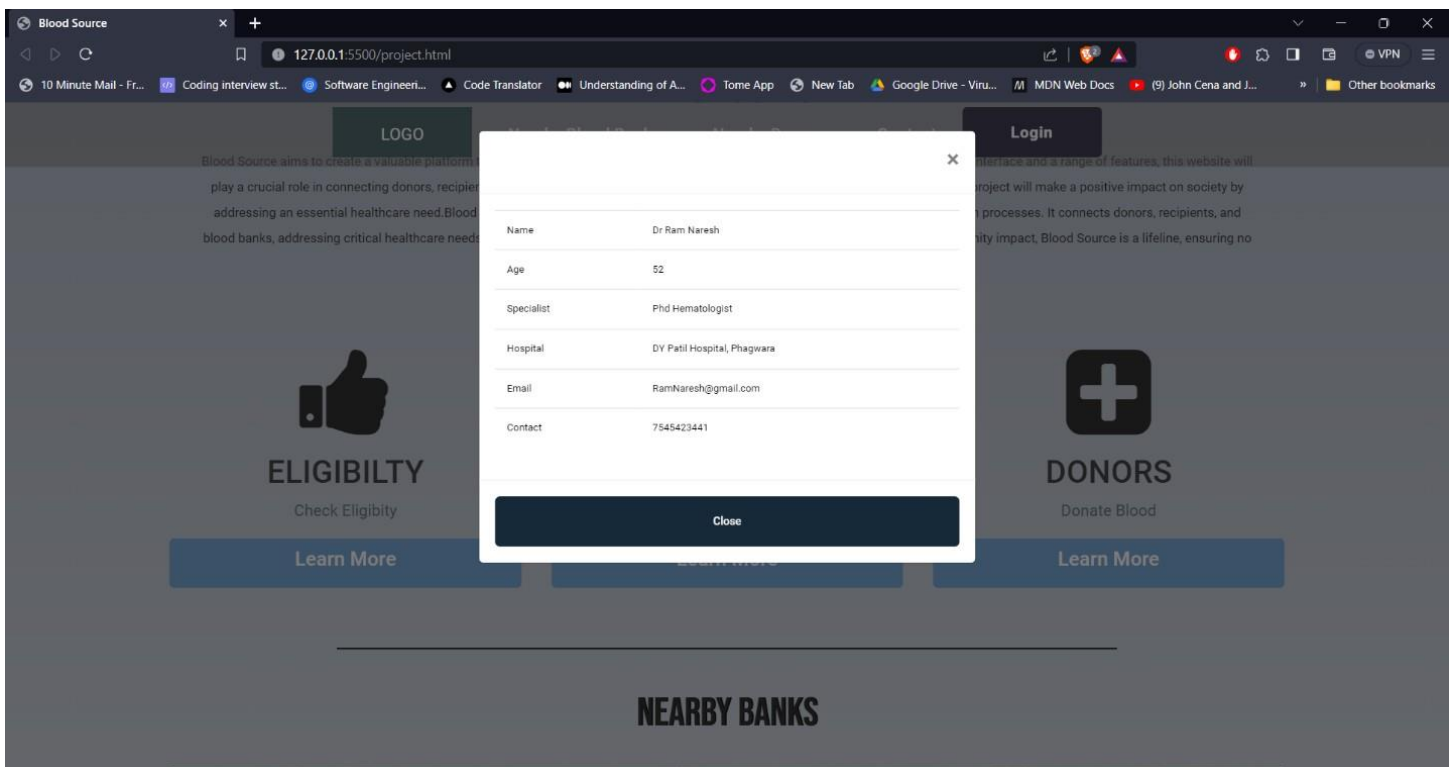 Blood Source
127.0.0.1:5500/project.html
VPN
10 Minute Mail - Fr... Coding interview st... Software Engineeri... Code Translator Understanding of A... Tome App New Tab Google Drive - Viru... MDN Web Docs (9) John Cena and J... » Other bookmarks
LOGO Login
Blood Source aims to create a valuable platform nterface and a range of features, this website will
play a crucial role in connecting donors, recipie project will make a positive impact on society by
addressing an essential healthcare need.Blood processes. It connects donors, recipients, and
blood banks, addressing critical healthcare needs nity impact, Blood Source is a lifeline, ensuring no
×
Name Dr Ram Naresh
Age 52
Specialist Phd Hematologist
Hospital DY Patil Hospital, Phagwara
Email RamNaresh@gmail.com
Contact 7545423441
Close
ELIGIBILTY
Check Eligibity
Learn More
Learn More
DONORS
Donate Blood
Learn More
NEARBY BANKS